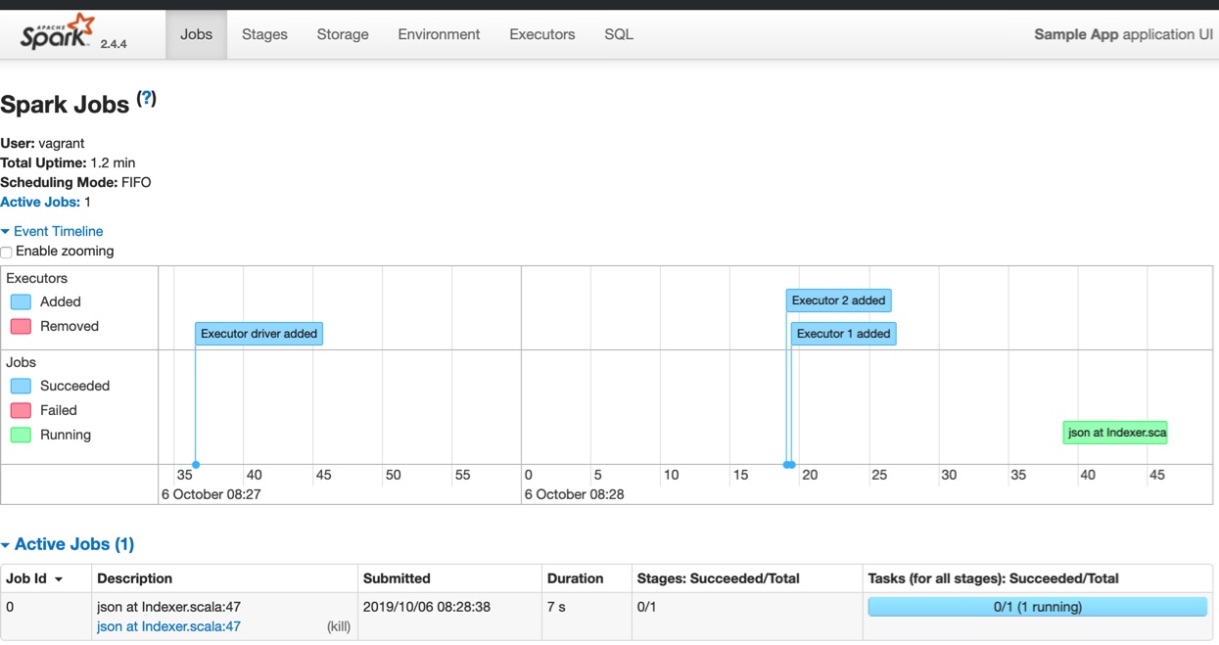 APACHE
Spark 2.4.4 Jobs Stages Storage Environment Executors SQL Sample App application UI
Spark Jobs (?)
User: vagrant
Total Uptime: 1.2 min
Scheduling Mode: FIFO
Active Jobs: 1
Event Timeline
Enable zooming
Executors
Added
Removed
Executor driver added
Executor 2 added
Executor 1 added
Jobs
Succeeded
Failed
Running
json at Indexer.sca
35 40 45 50 55 0 5 10 15 20 25 30 35 40 45
6 October 08:27 6 October 08:28
Active Jobs (1)
Job Id Description Submitted Duration Stages: Succeeded/Total Tasks (for all stages): Succeeded/Total
0 json at Indexer.scala:47 2019/10/06 08:28:38 7 s 0/1 0/1 (1 running)
json at Indexer.scala:47 (kill)